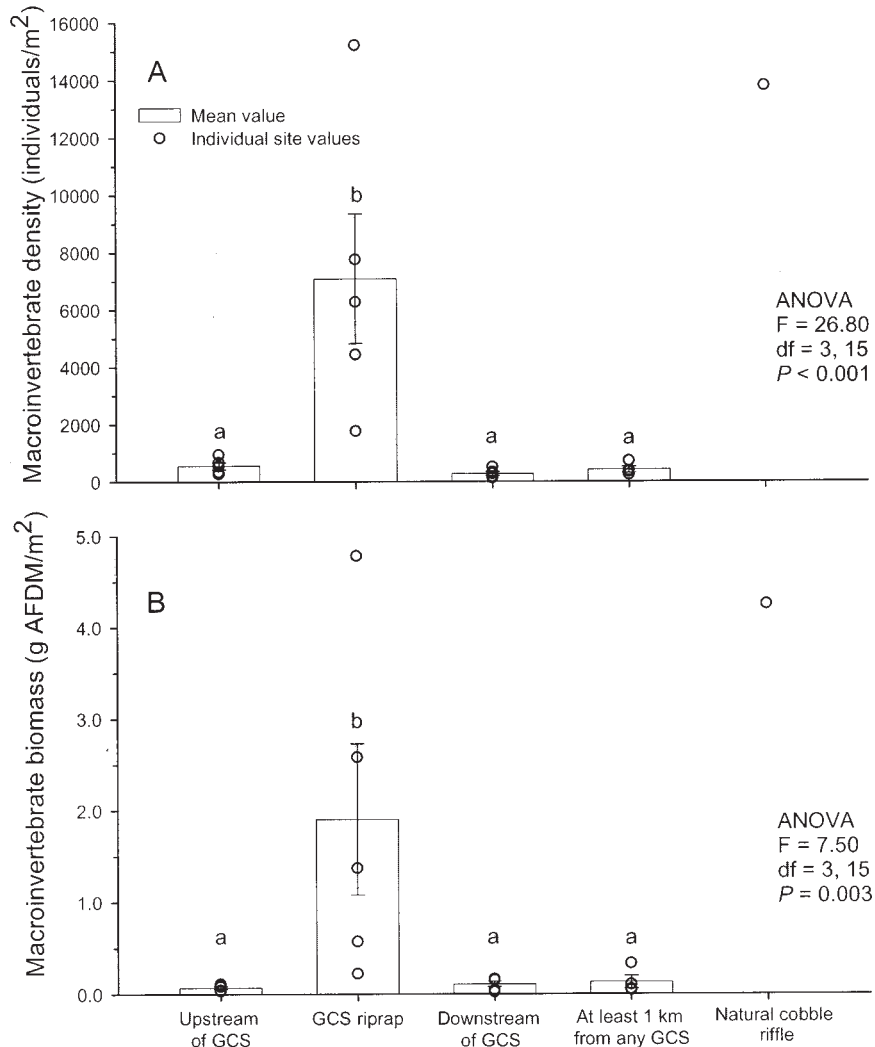 16000
14000
12000
10000
8000
6000
4000
2000
0
Macroinvertebrate density (individuals/m²)
A
Mean value
Individual site values
a
b
a
a
ANOVA
F = 26.80
df = 3, 15
P < 0.001
5.0
4.0
3.0
2.0
1.0
0.0
Macroinvertebrate biomass (g AFDM/m²)
B
a
b
a
a
ANOVA
F = 7.50
df = 3, 15
P = 0.003
Upstream
of GCS
GCS riprap
Downstream
of GCS
At least 1 km
from any GCS
Natural cobble
riffle